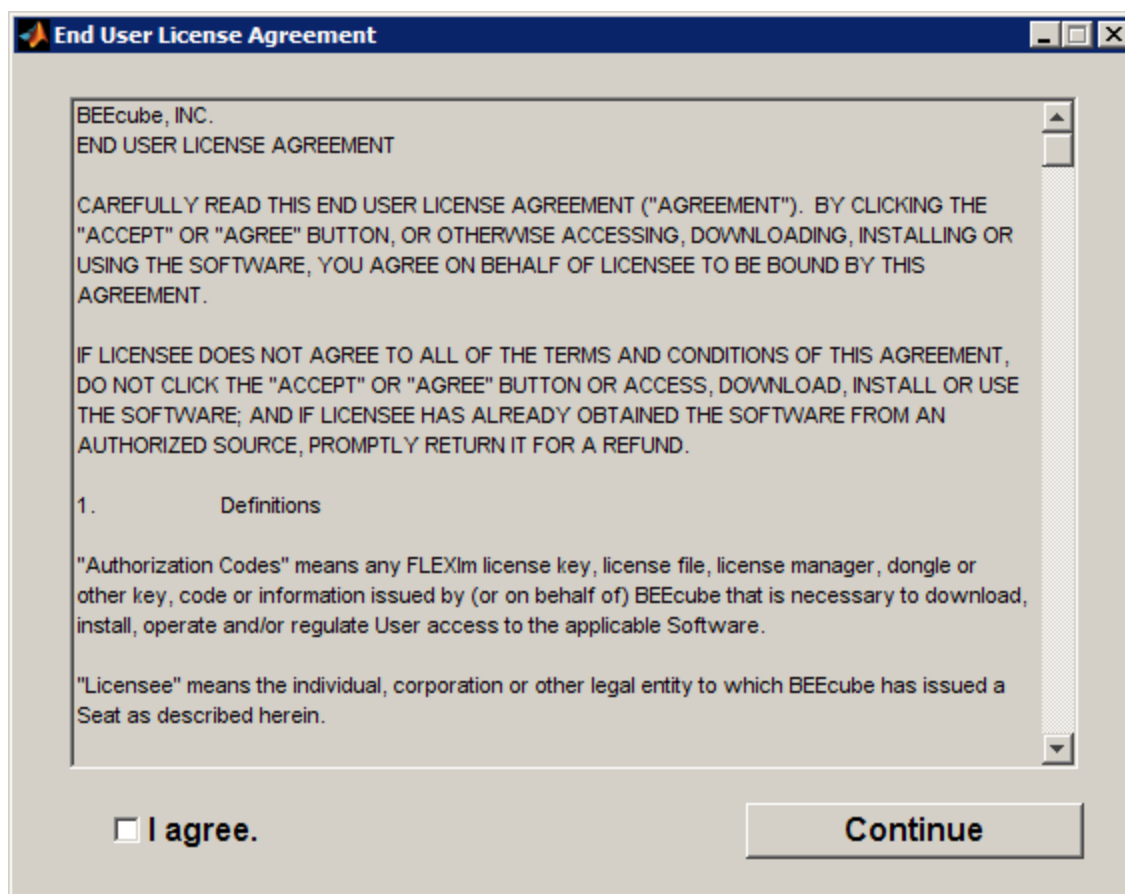 End User License Agreement
BEEcube, INC.
END USER LICENSE AGREEMENT
CAREFULLY READ THIS END USER LICENSE AGREEMENT ("AGREEMENT").  BY CLICKING THE
"ACCEPT" OR "AGREE" BUTTON, OR OTHERWISE ACCESSING, DOWNLOADING, INSTALLING OR
USING THE SOFTWARE, YOU AGREE ON BEHALF OF LICENSEE TO BE BOUND BY THIS
AGREEMENT.
IF LICENSEE DOES NOT AGREE TO ALL OF THE TERMS AND CONDITIONS OF THIS AGREEMENT,
DO NOT CLICK THE "ACCEPT" OR "AGREE" BUTTON OR ACCESS, DOWNLOAD, INSTALL OR USE
THE SOFTWARE; AND IF LICENSEE HAS ALREADY OBTAINED THE SOFTWARE FROM AN
AUTHORIZED SOURCE, PROMPTLY RETURN IT FOR A REFUND.
1. Definitions
"Authorization Codes" means any FLEXlm license key, license file, license manager, dongle or
other key, code or information issued by (or on behalf of) BEEcube that is necessary to download,
install, operate and/or regulate User access to the applicable Software.
"Licensee" means the individual, corporation or other legal entity to which BEEcube has issued a
Seat as described herein.
I agree.
Continue